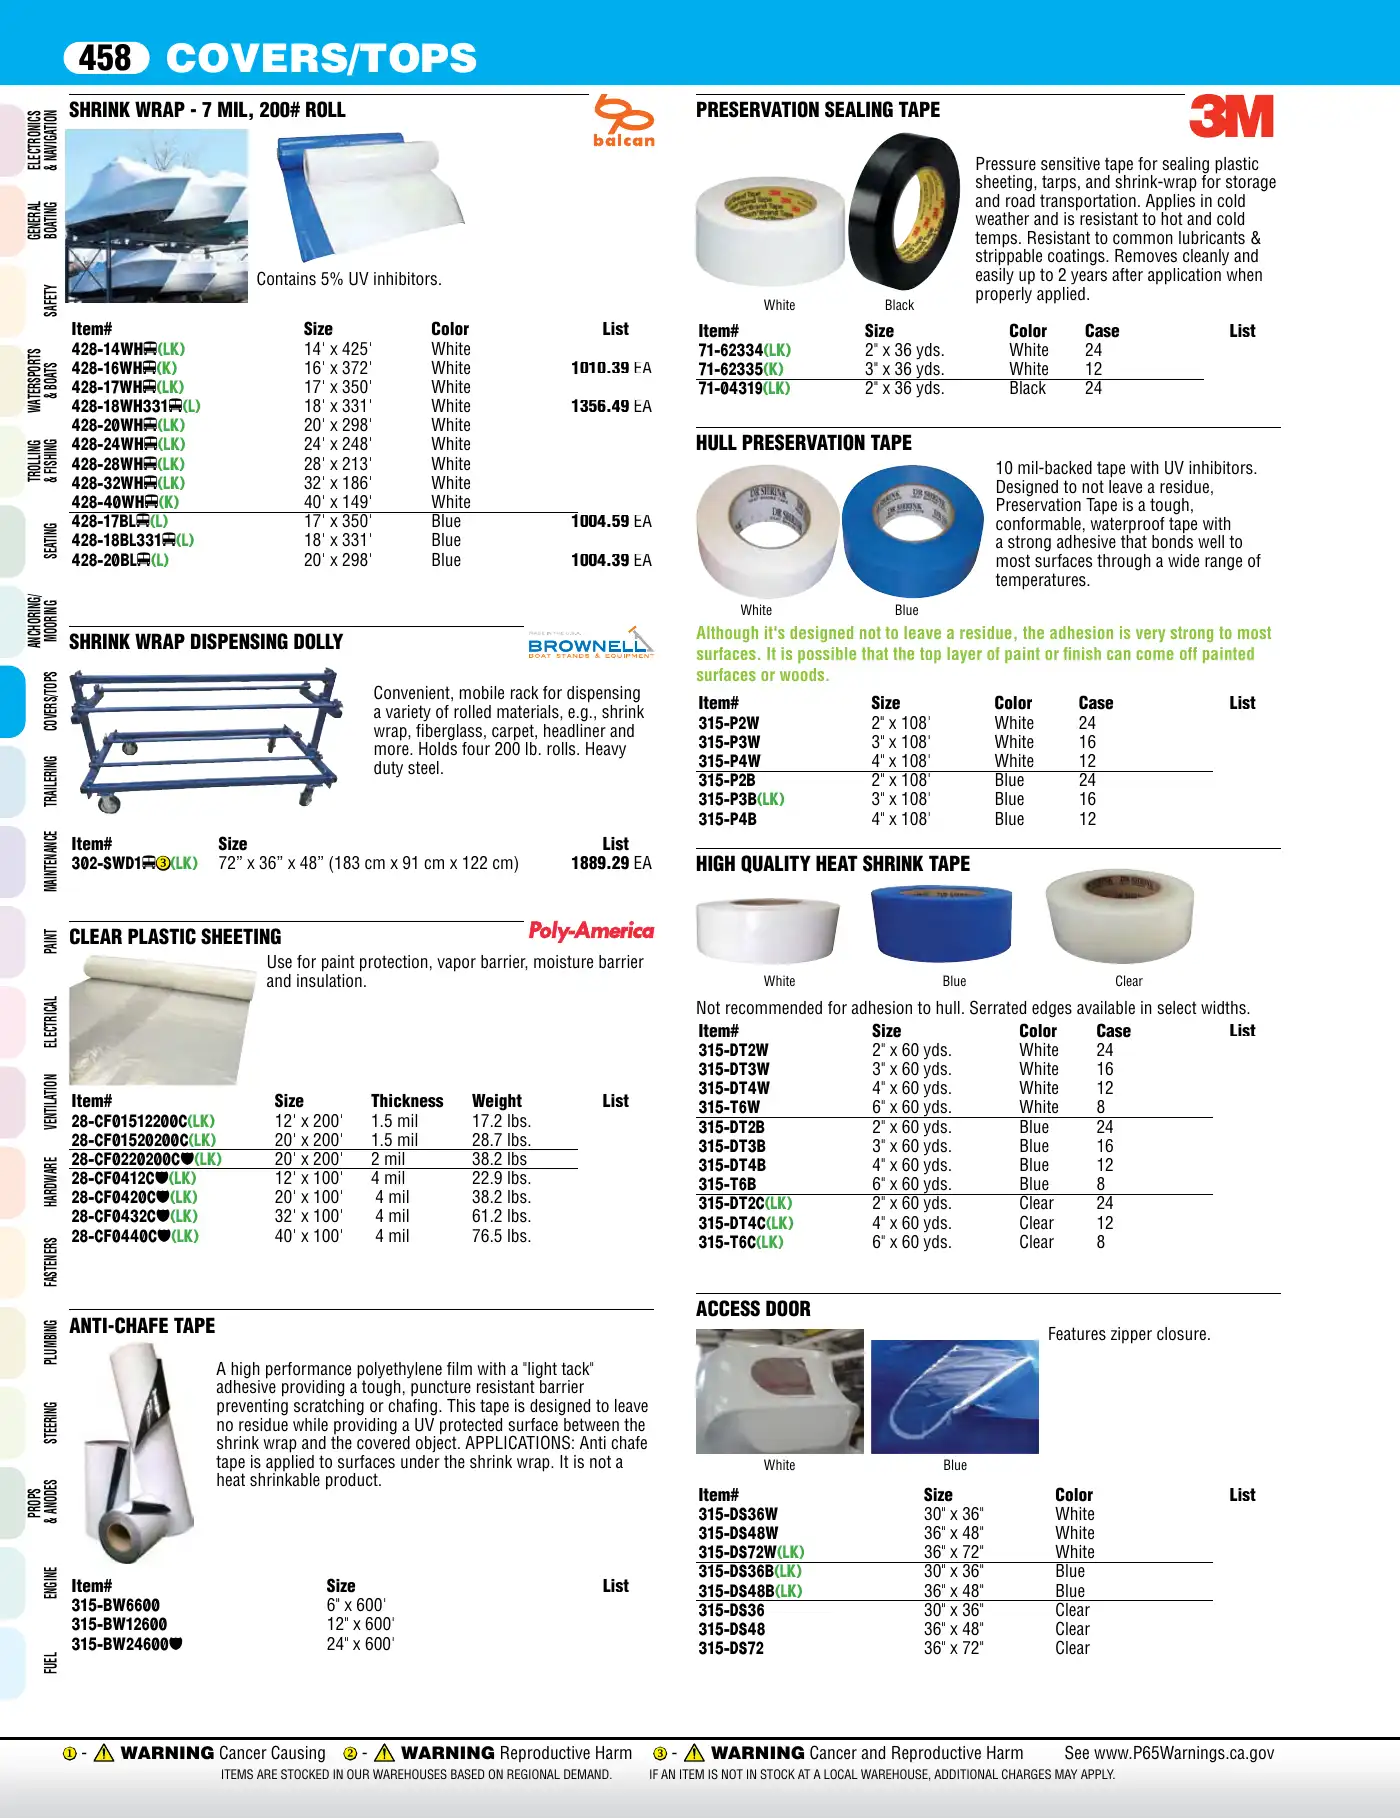 458 COVERS/TOPS
ELECTRONICS & NAVIGATION
GENERAL BOATING
SAFETY
WATERSPORTS & BOATS
TROLLING & FISHING
SEATING
ANCHORING/ MOORING
COVERS/TOPS
TRAILERING
MAINTENANCE
PAINT
ELECTRICAL
VENTILATION
HARDWARE
FASTENERS
PLUMBING
STEERING
PROPS & ANODES
ENGINE
FUEL
SHRINK WRAP - 7 MIL, 200# ROLL
balcan
Contains 5% UV inhibitors.
Item# Size Color List
428-14WH(LK) 14' x 425' White
428-16WH(K) 16' x 372' White 1010.39 EA
428-17WH(LK) 17' x 350' White
428-18WH331(L) 18' x 331' White 1356.49 EA
428-20WH(LK) 20' x 298' White
428-24WH(LK) 24' x 248' White
428-28WH(LK) 28' x 213' White
428-32WH(LK) 32' x 186' White
428-40WH(K) 40' x 149' White
428-17BL(L) 17' x 350' Blue 1004.59 EA
428-18BL331(L) 18' x 331' Blue
428-20BL(L) 20' x 298' Blue 1004.39 EA
SHRINK WRAP DISPENSING DOLLY
BROWNELL
BOAT STANDS & EQUIPMENT
Convenient, mobile rack for dispensing
a variety of rolled materials, e.g., shrink
wrap, fiberglass, carpet, headliner and
more. Holds four 200 lb. rolls. Heavy
duty steel.
Item# Size List
302-SWD1 3 (LK) 72” x 36” x 48” (183 cm x 91 cm x 122 cm) 1889.29 EA
CLEAR PLASTIC SHEETING
Poly-America
Use for paint protection, vapor barrier, moisture barrier
and insulation.
Item# Size Thickness Weight List
28-CF01512200C(LK) 12' x 200' 1.5 mil 17.2 lbs.
28-CF01520200C(LK) 20' x 200' 1.5 mil 28.7 lbs.
28-CF0220200C(LK) 20' x 200' 2 mil 38.2 lbs
28-CF0412C(LK) 12' x 100' 4 mil 22.9 lbs.
28-CF0420C(LK) 20' x 100' 4 mil 38.2 lbs.
28-CF0432C(LK) 32' x 100' 4 mil 61.2 lbs.
28-CF0440C(LK) 40' x 100' 4 mil 76.5 lbs.
ANTI-CHAFE TAPE
A high performance polyethylene film with a "light tack"
adhesive providing a tough, puncture resistant barrier
preventing scratching or chafing. This tape is designed to leave
no residue while providing a UV protected surface between the
shrink wrap and the covered object. APPLICATIONS: Anti chafe
tape is applied to surfaces under the shrink wrap. It is not a
heat shrinkable product.
Item# Size List
315-BW6600 6" x 600'
315-BW12600 12" x 600'
315-BW24600 24" x 600'
PRESERVATION SEALING TAPE
3M
Pressure sensitive tape for sealing plastic
sheeting, tarps, and shrink-wrap for storage
and road transportation. Applies in cold
weather and is resistant to hot and cold
temps. Resistant to common lubricants &
strippable coatings. Removes cleanly and
easily up to 2 years after application when
properly applied.
White Black
Item# Size Color Case List
71-62334(LK) 2" x 36 yds. White 24
71-62335(K) 3" x 36 yds. White 12
71-04319(LK) 2" x 36 yds. Black 24
HULL PRESERVATION TAPE
10 mil-backed tape with UV inhibitors.
Designed to not leave a residue,
Preservation Tape is a tough,
conformable, waterproof tape with
a strong adhesive that bonds well to
most surfaces through a wide range of
temperatures.
DR.SHRINK
White Blue
Although it's designed not to leave a residue, the adhesion is very strong to most
surfaces. It is possible that the top layer of paint or finish can come off painted
surfaces or woods.
Item# Size Color Case List
315-P2W 2" x 108' White 24
315-P3W 3" x 108' White 16
315-P4W 4" x 108' White 12
315-P2B 2" x 108' Blue 24
315-P3B(LK) 3" x 108' Blue 16
315-P4B 4" x 108' Blue 12
HIGH QUALITY HEAT SHRINK TAPE
White Blue Clear
Not recommended for adhesion to hull. Serrated edges available in select widths.
Item# Size Color Case List
315-DT2W 2" x 60 yds. White 24
315-DT3W 3" x 60 yds. White 16
315-DT4W 4" x 60 yds. White 12
315-T6W 6" x 60 yds. White 8
315-DT2B 2" x 60 yds. Blue 24
315-DT3B 3" x 60 yds. Blue 16
315-DT4B 4" x 60 yds. Blue 12
315-T6B 6" x 60 yds. Blue 8
315-DT2C(LK) 2" x 60 yds. Clear 24
315-DT4C(LK) 4" x 60 yds. Clear 12
315-T6C(LK) 6" x 60 yds. Clear 8
ACCESS DOOR
Features zipper closure.
White Blue
Item# Size Color List
315-DS36W 30" x 36" White
315-DS48W 36" x 48" White
315-DS72W(LK) 36" x 72" White
315-DS36B(LK) 30" x 36" Blue
315-DS48B(LK) 36" x 48" Blue
315-DS36 30" x 36" Clear
315-DS48 36" x 48" Clear
315-DS72 36" x 72" Clear
1 - WARNING Cancer Causing 2 - WARNING Reproductive Harm 3 - WARNING Cancer and Reproductive Harm See www.P65Warnings.ca.gov
ITEMS ARE STOCKED IN OUR WAREHOUSES BASED ON REGIONAL DEMAND. IF AN ITEM IS NOT IN STOCK AT A LOCAL WAREHOUSE, ADDITIONAL CHARGES MAY APPLY.